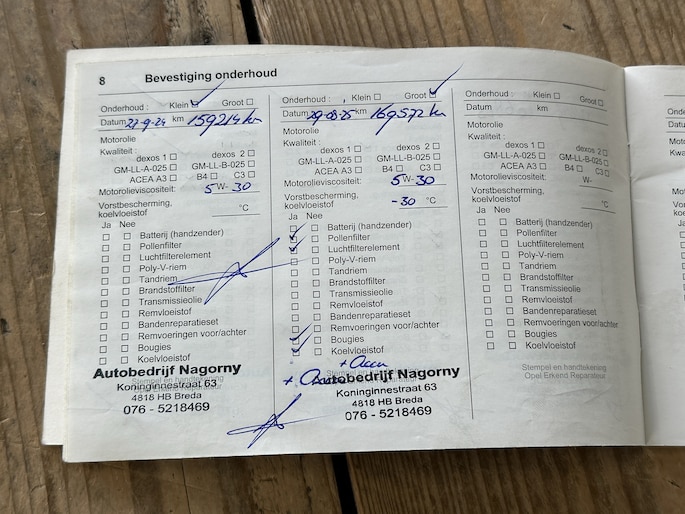 8 Bevestiging onderhoud
Onderhoud : Klein ☐ Groot ☐
Datum 27-9-24 km 159214 km
Motorolie
Kwaliteit :
dexos 1 ☐ dexos 2 ☐
GM-LL-A-025 ☐ GM-LL-B-025 ☐
ACEA A3 ☐ B4 ☐ C3 ☐
Motorolieviscositeit: 5W-30
Vorstbescherming,
koelvloeistof °C
Ja Nee
☐ ☐ Batterij (handzender)
☐ ☐ Pollenfilter
☐ ☐ Luchtfilterelement
☐ ☐ Poly-V-riem
☐ ☐ Tandriem
☐ ☐ Brandstoffilter
☐ ☐ Transmissieolie
☐ ☐ Remvloeistof
☐ ☐ Bandenreparatieset
☐ ☐ Remvoeringen voor/achter
☐ ☐ Bougies
☐ ☐ Koelvloeistof
Autobedrijf Nagorny
Stempel en handtekening
Koninginnestraat 63
4818 HB Breda
076 - 5218469
Onderhoud : Klein ☐ Groot ☐
Datum 29-08-25 km 169572 km
Motorolie
Kwaliteit :
dexos 1 ☐ dexos 2 ☐
GM-LL-A-025 ☐ GM-LL-B-025 ☐
ACEA A3 ☐ B4 ☐ C3 ☐
Motorolieviscositeit: 5W-30
Vorstbescherming,
koelvloeistof -30 °C
Ja Nee
☐ ☐ Batterij (handzender)
☐ ☐ Pollenfilter
☐ ☐ Luchtfilterelement
☐ ☐ Poly-V-riem
☐ ☐ Tandriem
☐ ☐ Brandstoffilter
☐ ☐ Transmissieolie
☐ ☐ Remvloeistof
☐ ☐ Bandenreparatieset
☐ ☐ Remvoeringen voor/achter
☐ ☐ Bougies
☐ ☐ Koelvloeistof
+ Accu
Autobedrijf Nagorny
Koninginnestraat 63
4818 HB Breda
076 - 5218469
Onderhoud : Klein ☐ Groot ☐
Datum km
Motorolie
Kwaliteit :
dexos 1 ☐ dexos 2 ☐
GM-LL-A-025 ☐ GM-LL-B-025 ☐
ACEA A3 ☐ B4 ☐ C3 ☐
Motorolieviscositeit: W-
Vorstbescherming,
koelvloeistof °C
Ja Nee
☐ ☐ Batterij (handzender)
☐ ☐ Pollenfilter
☐ ☐ Luchtfilterelement
☐ ☐ Poly-V-riem
☐ ☐ Tandriem
☐ ☐ Brandstoffilter
☐ ☐ Transmissieolie
☐ ☐ Remvloeistof
☐ ☐ Bandenreparatieset
☐ ☐ Remvoeringen voor/achter
☐ ☐ Bougies
☐ ☐ Koelvloeistof
Stempel en handtekening
Opel Erkend Reparateur